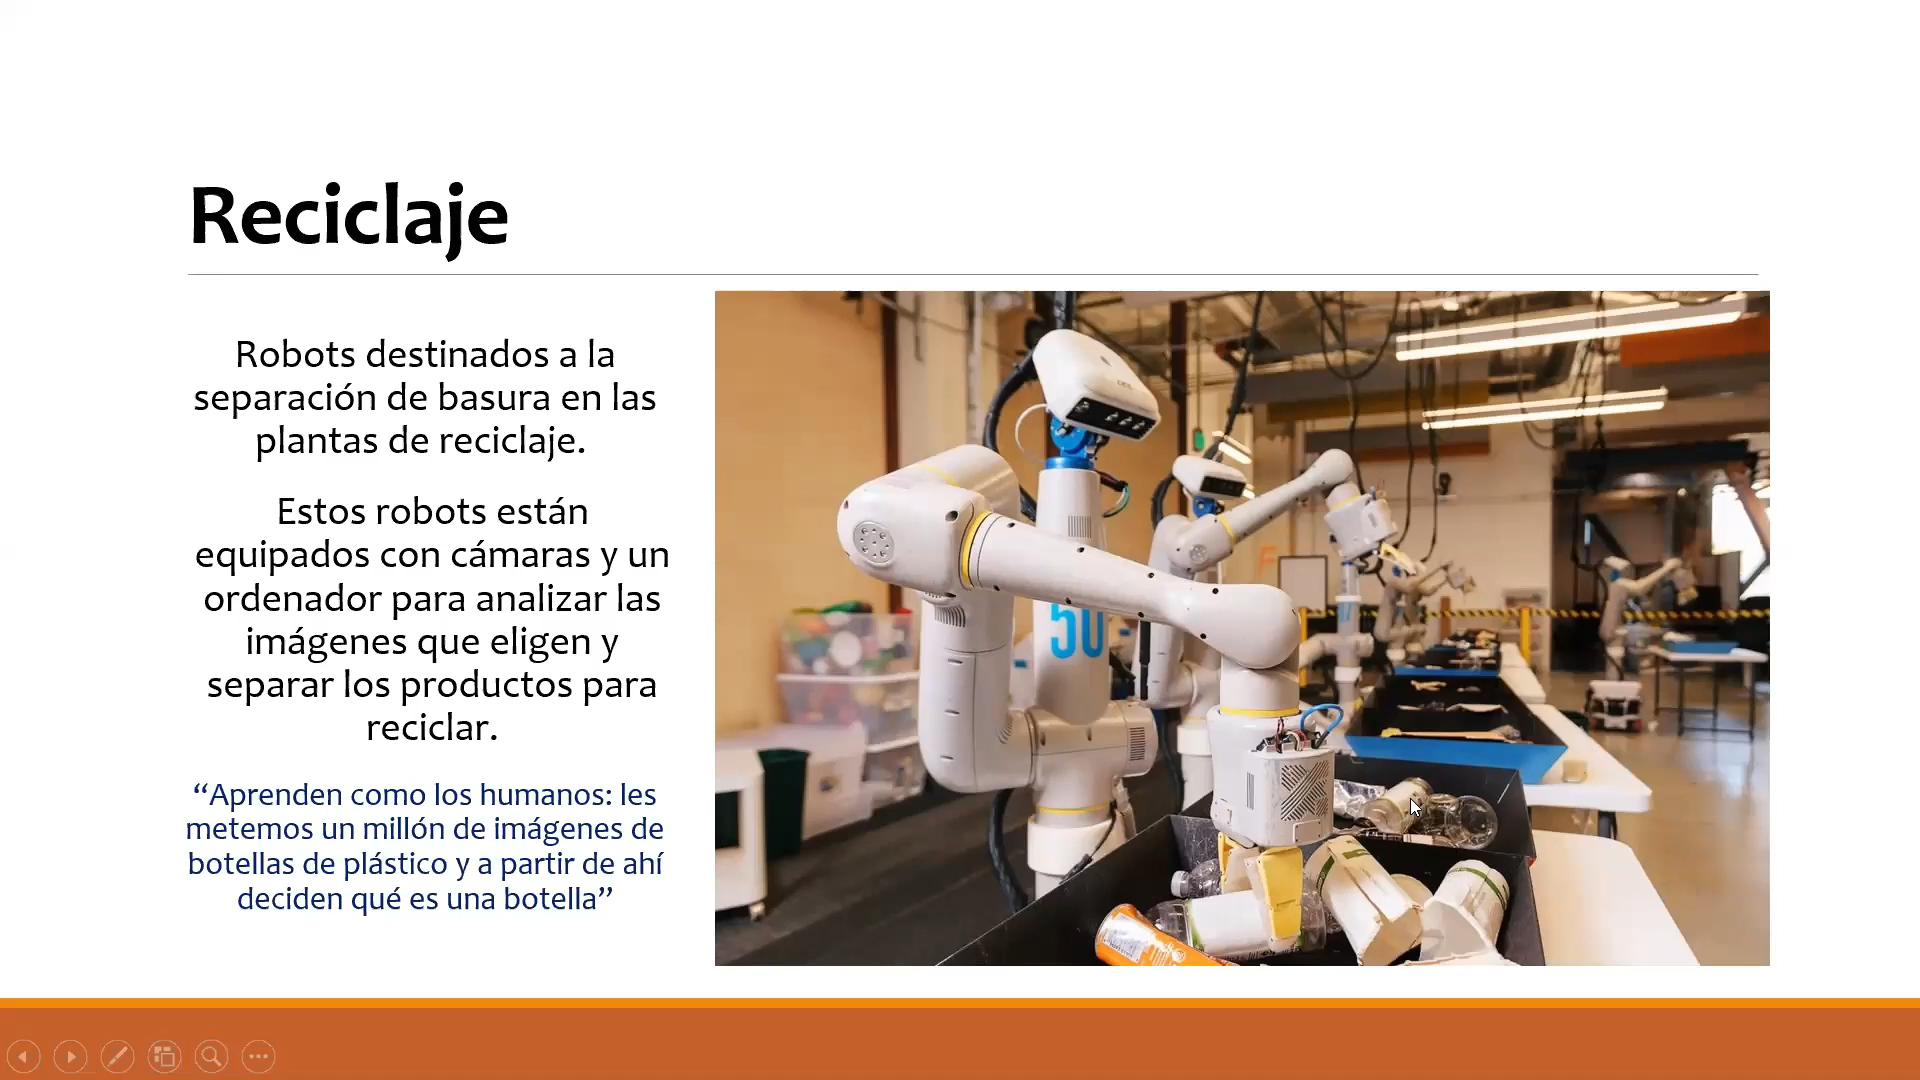 Reciclaje
Robots destinados a la
separación de basura en las
plantas de reciclaje.
Estos robots están
equipados con cámaras y un
ordenador para analizar las
imágenes que eligen y
separar los productos para
reciclar.
“Aprenden como los humanos: les
metemos un millón de imágenes de
botellas de plástico y a partir de ahí
deciden qué es una botella”
50